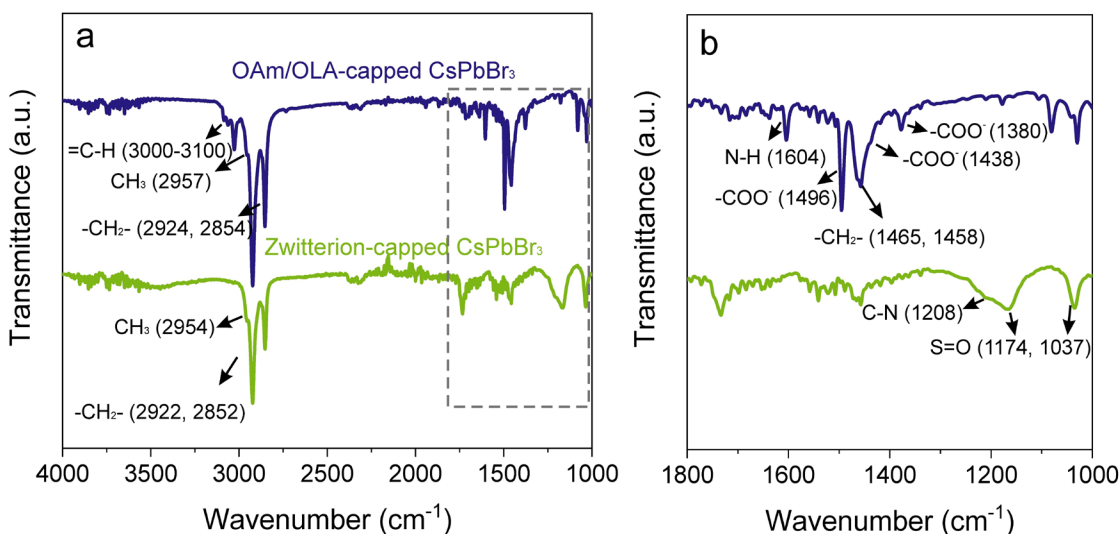 a
OAm/OLA-capped CsPbBr₃
=C-H (3000-3100)
CH₃ (2957)
-CH₂- (2924, 2854)
Zwitterion-capped CsPbBr₃
CH₃ (2954)
-CH₂- (2922, 2852)
Transmittance (a.u.)
4000 3500 3000 2500 2000 1500 1000
Wavenumber (cm⁻¹)
b
N-H (1604)
-COO⁻ (1380)
-COO⁻ (1438)
-COO⁻ (1496)
-CH₂- (1465, 1458)
C-N (1208)
S=O (1174, 1037)
Transmittance (a.u.)
1800 1600 1400 1200 1000
Wavenumber (cm⁻¹)